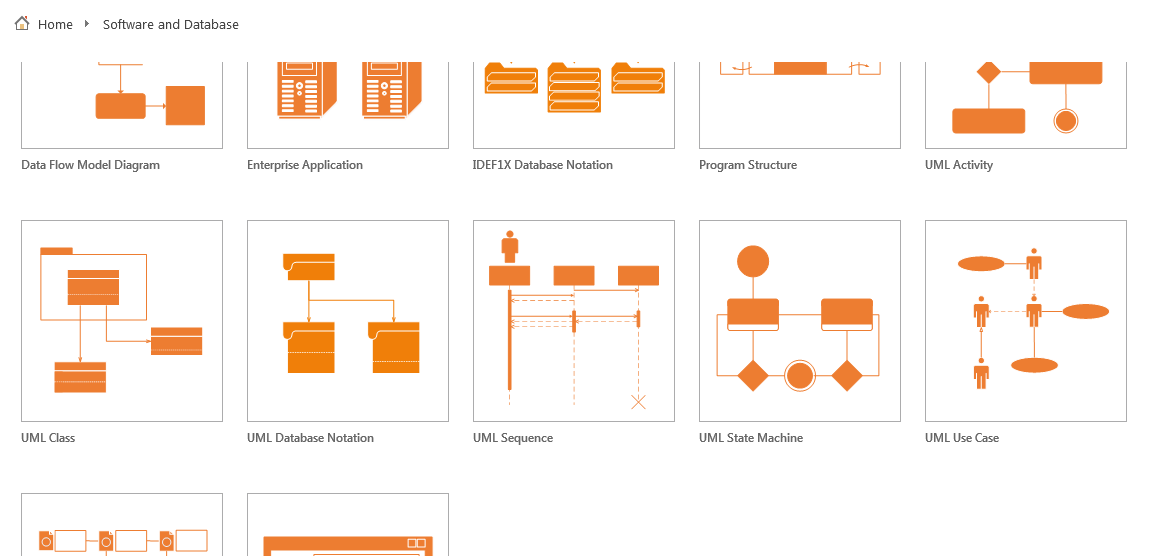 Home Software and Database
Data Flow Model Diagram
Enterprise Application
IDEF1X Database Notation
Program Structure
UML Activity
UML Class
UML Database Notation
UML Sequence
UML State Machine
UML Use Case